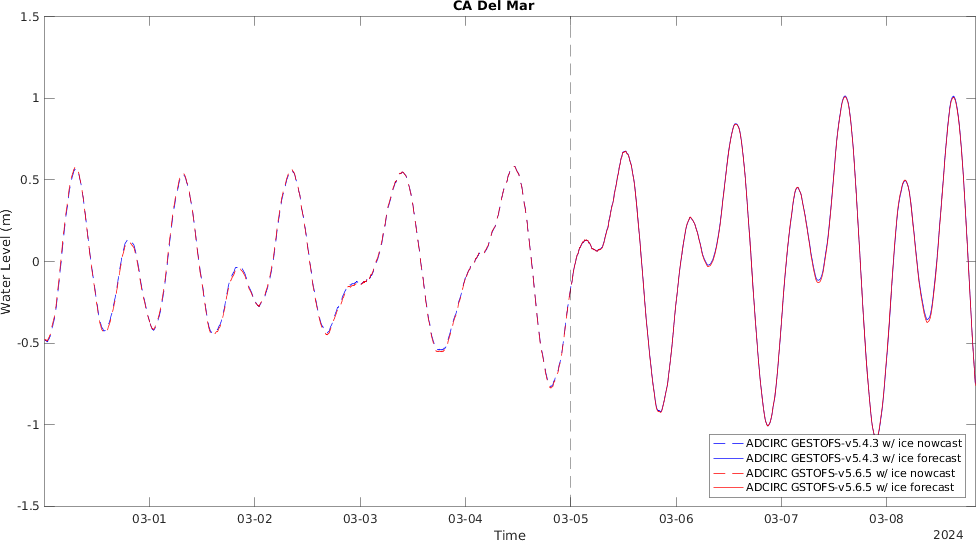 CA Del Mar
1.5
1
0.5
0
-0.5
-1
-1.5
Water Level (m)
03-01 03-02 03-03 03-04 03-05 03-06 03-07 03-08
Time
2024
ADCIRC GESTOFS-v5.4.3 w/ ice nowcast
ADCIRC GESTOFS-v5.4.3 w/ ice forecast
ADCIRC GSTOFS-v5.6.5 w/ ice nowcast
ADCIRC GSTOFS-v5.6.5 w/ ice forecast